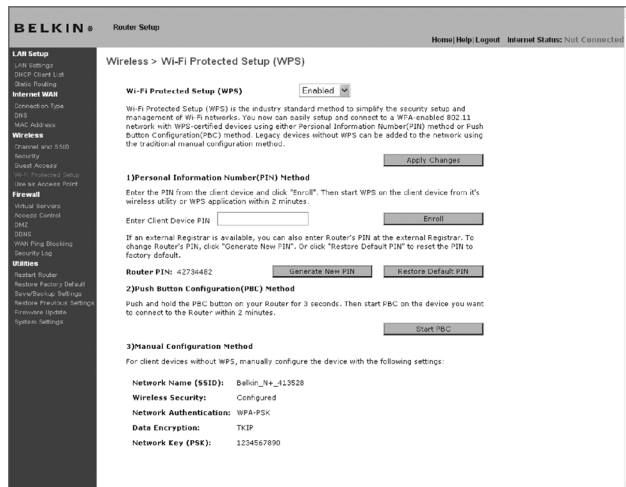 BELKIN
Router Setup
Home|Help|Logout Internet Status: Not Connected
LAN Setup
LAN Settings
DHCP Client List
Static Routing
Internet WAN
Connection Type
DNS
MAC Address
Wireless
Channel and SSID
Security
Guest Access
Wi-Fi Protected Setup
Use as Access Point
Firewall
Virtual Servers
Access Control
DMZ
DDNS
WAN Ping Blocking
Security Log
Utilities
Restart Router
Restore Factory Default
Save/Backup Settings
Restore Previous Settings
Firmware Update
System Settings
Wireless > Wi-Fi Protected Setup (WPS)
Wi-Fi Protected Setup (WPS) Enabled
Wi-Fi Protected Setup (WPS) is the industry standard method to simplify the security setup and
management of Wi-Fi networks. You now can easily setup and connect to a WPA-enabled 802.11
network with WPS-certified devices using either Personal Information Number(PIN) method or Push
Button Configuration(PBC) method. Legacy devices without WPS can be added to the network using
the traditional manual configuration method.
Apply Changes
1)Personal Information Number(PIN) Method
Enter the PIN from the client device and click "Enroll". Then start WPS on the client device from it's
wireless utility or WPS application within 2 minutes.
Enter Client Device PIN Enroll
If an external Registrar is available, you can also enter Router's PIN at the external Registrar. To
change Router's PIN, click "Generate New PIN". Or click "Restore Default PIN" to reset the PIN to
factory default.
Router PIN: 42734482 Generate New PIN Restore Default PIN
2)Push Button Configuration(PBC) Method
Push and hold the PBC button on your Router for 3 seconds. Then start PBC on the device you want
to connect to the Router within 2 minutes.
Start PBC
3)Manual Configuration Method
For client devices without WPS, manually configure the device with the following settings:
Network Name (SSID): Belkin_N+_413528
Wireless Security: Configured
Network Authentication: WPA-PSK
Data Encryption: TKIP
Network Key (PSK): 1234567890